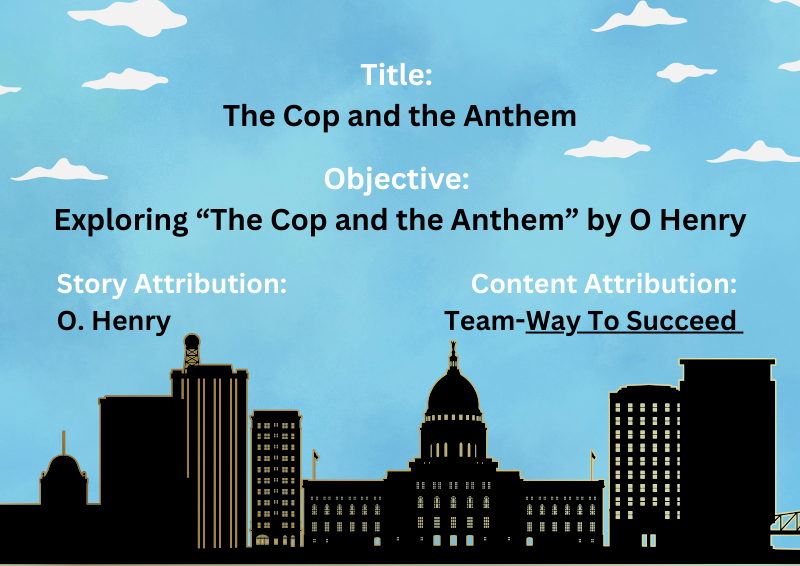 Title:
The Cop and the Anthem
Objective:
Exploring “The Cop and the Anthem” by O Henry
Story Attribution:
O. Henry
Content Attribution:
Team-Way To Succeed